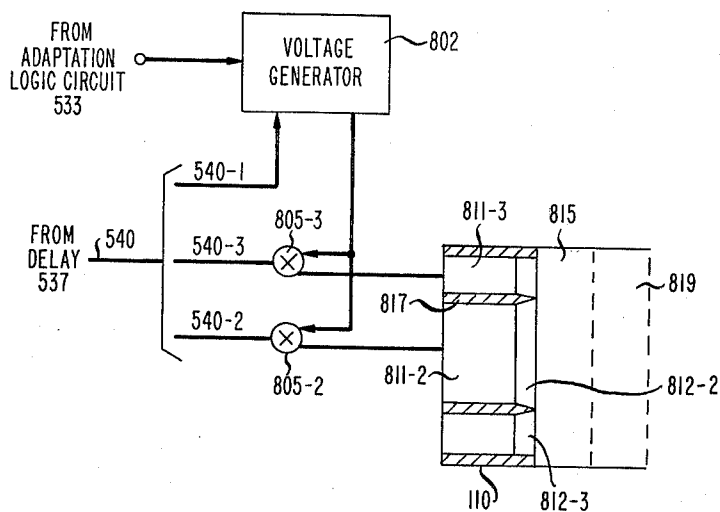 FROM
ADAPTATION
LOGIC CIRCUIT
533
VOLTAGE
GENERATOR
802
540-1
FROM
DELAY
537
540
540-3
805-3
540-2
805-2
811-3
815
819
817
811-2
812-2
110
812-3